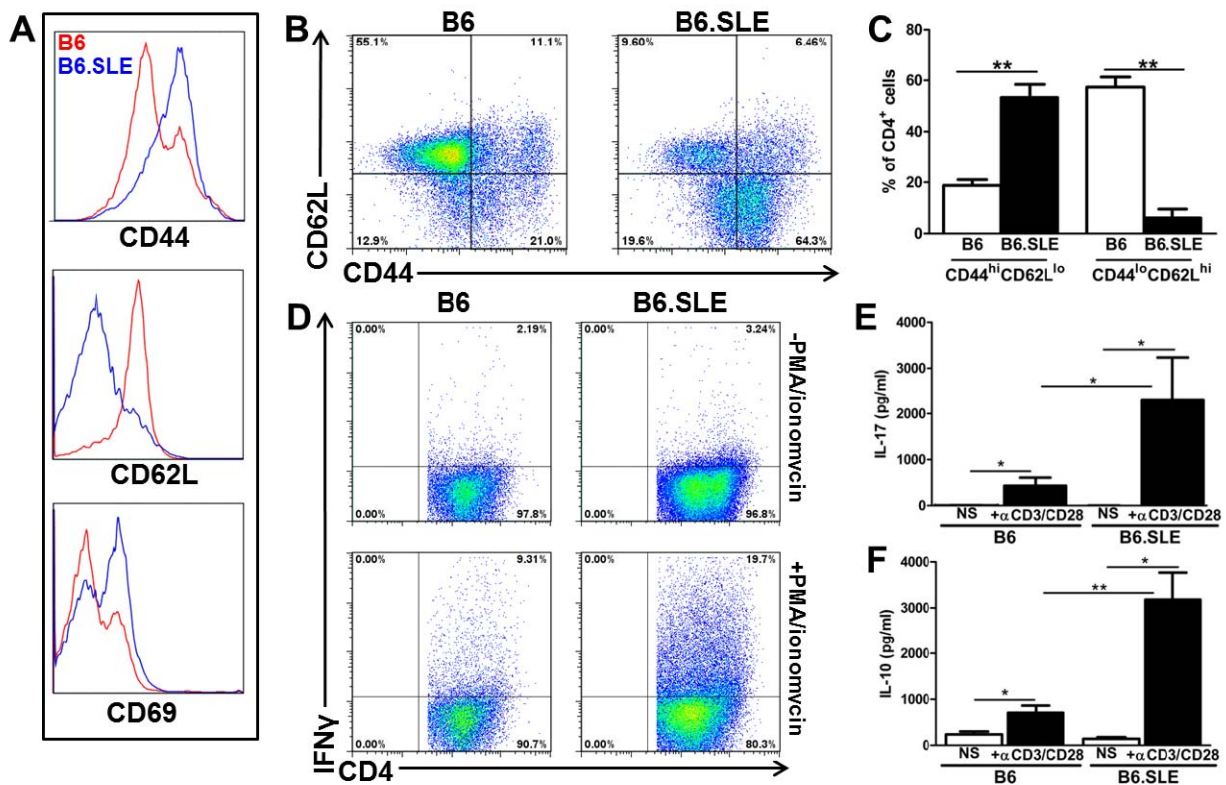 A
B6
B6.SLE
CD44
CD62L
CD69
B
B6
B6.SLE
55.1%
11.1%
12.9%
21.0%
9.60%
6.46%
19.6%
64.3%
CD62L
CD44
C
% of CD4+ cells
80
60
40
20
0
B6 B6.SLE B6 B6.SLE
CD44hiCD62Llo CD44loCD62Lhi
** **
D
B6
B6.SLE
0.00% 2.19% 0.00% 3.24%
0.00% 97.8% 0.00% 96.8%
-PMA/ionomycin
0.00% 9.31% 0.00% 19.7%
0.00% 90.7% 0.00% 80.3%
+PMA/ionomycin
IFNγ
CD4
E
IL-17 (pg/ml)
4000
3000
2000
1000
0
* * *
NS +αCD3/CD28 NS +αCD3/CD28
B6 B6.SLE
F
IL-10 (pg/ml)
4000
3000
2000
1000
0
* ** *
NS +αCD3/CD28 NS +αCD3/CD28
B6 B6.SLE